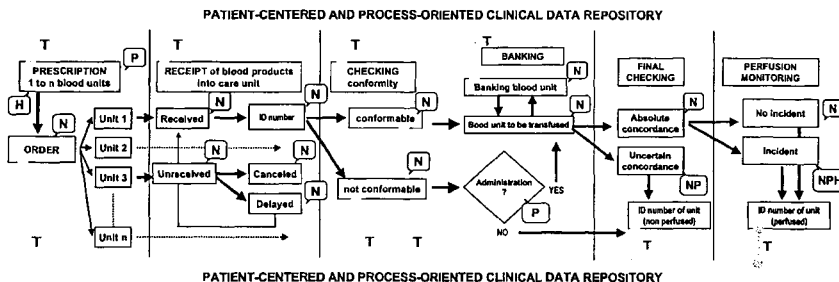 PATIENT-CENTERED AND PROCESS-ORIENTED CLINICAL DATA REPOSITORY
T
T
T
T
PRESCRIPTION
1 to n blood units
P
H
N
ORDER
Unit 1
Unit 2
Unit 3
Unit n
T
RECEIPT of blood products
into care unit
N
Received
N
ID number
N
Unreceived
N
Canceled
N
Delayed
CHECKING
conformity
N
conformable
N
not conformable
T
T
BANKING
N
Banking blood unit
N
Bood unit to be transfused
Administration
?
P
YES
NO
FINAL
CHECKING
N
Absolute
concordance
Uncertain
concordance
NP
ID number of unit
(non perfused)
T
PERFUSION
MONITORING
N
No incident
Incident
NPH
ID number of unit
(perfused)
T
PATIENT-CENTERED AND PROCESS-ORIENTED CLINICAL DATA REPOSITORY